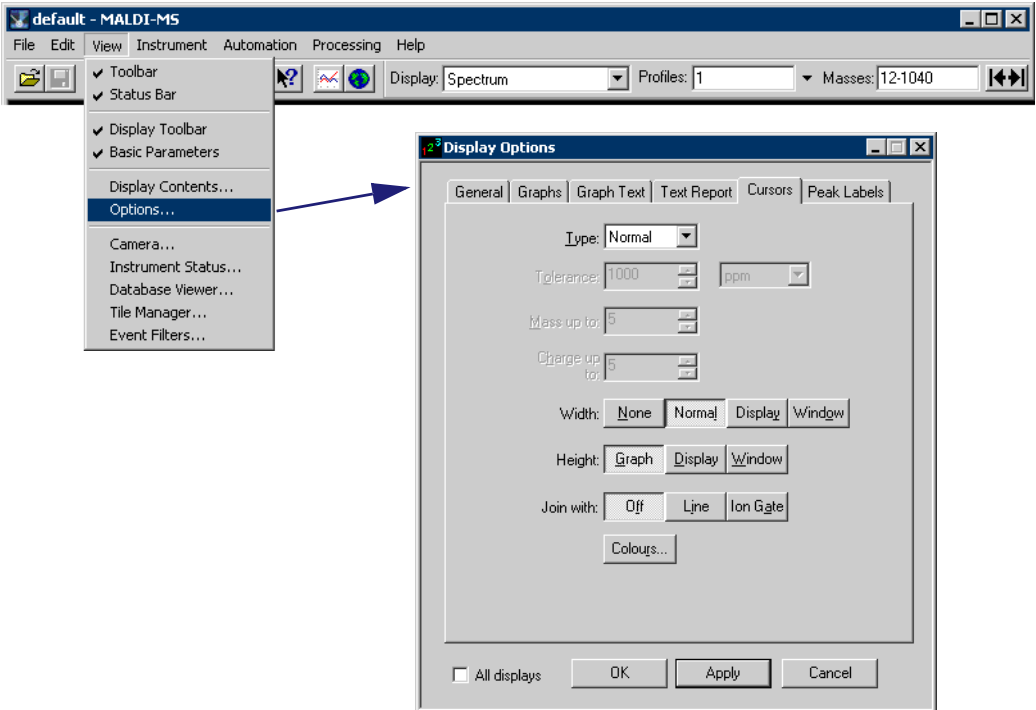 default - MALDI-MS
File Edit View Instrument Automation Processing Help
Display: Spectrum Profiles: 1 Masses: 12-1040
Toolbar
Status Bar
Display Toolbar
Basic Parameters
Display Contents...
Options...
Camera...
Instrument Status...
Database Viewer...
Tile Manager...
Event Filters...
Display Options
General Graphs Graph Text Text Report Cursors Peak Labels
Type: Normal
Tolerance: 1000 ppm
Mass up to: 5
Charge up
to: 5
Width: None Normal Display Window
Height: Graph Display Window
Join with: Off Line Ion Gate
Colours...
All displays OK Apply Cancel